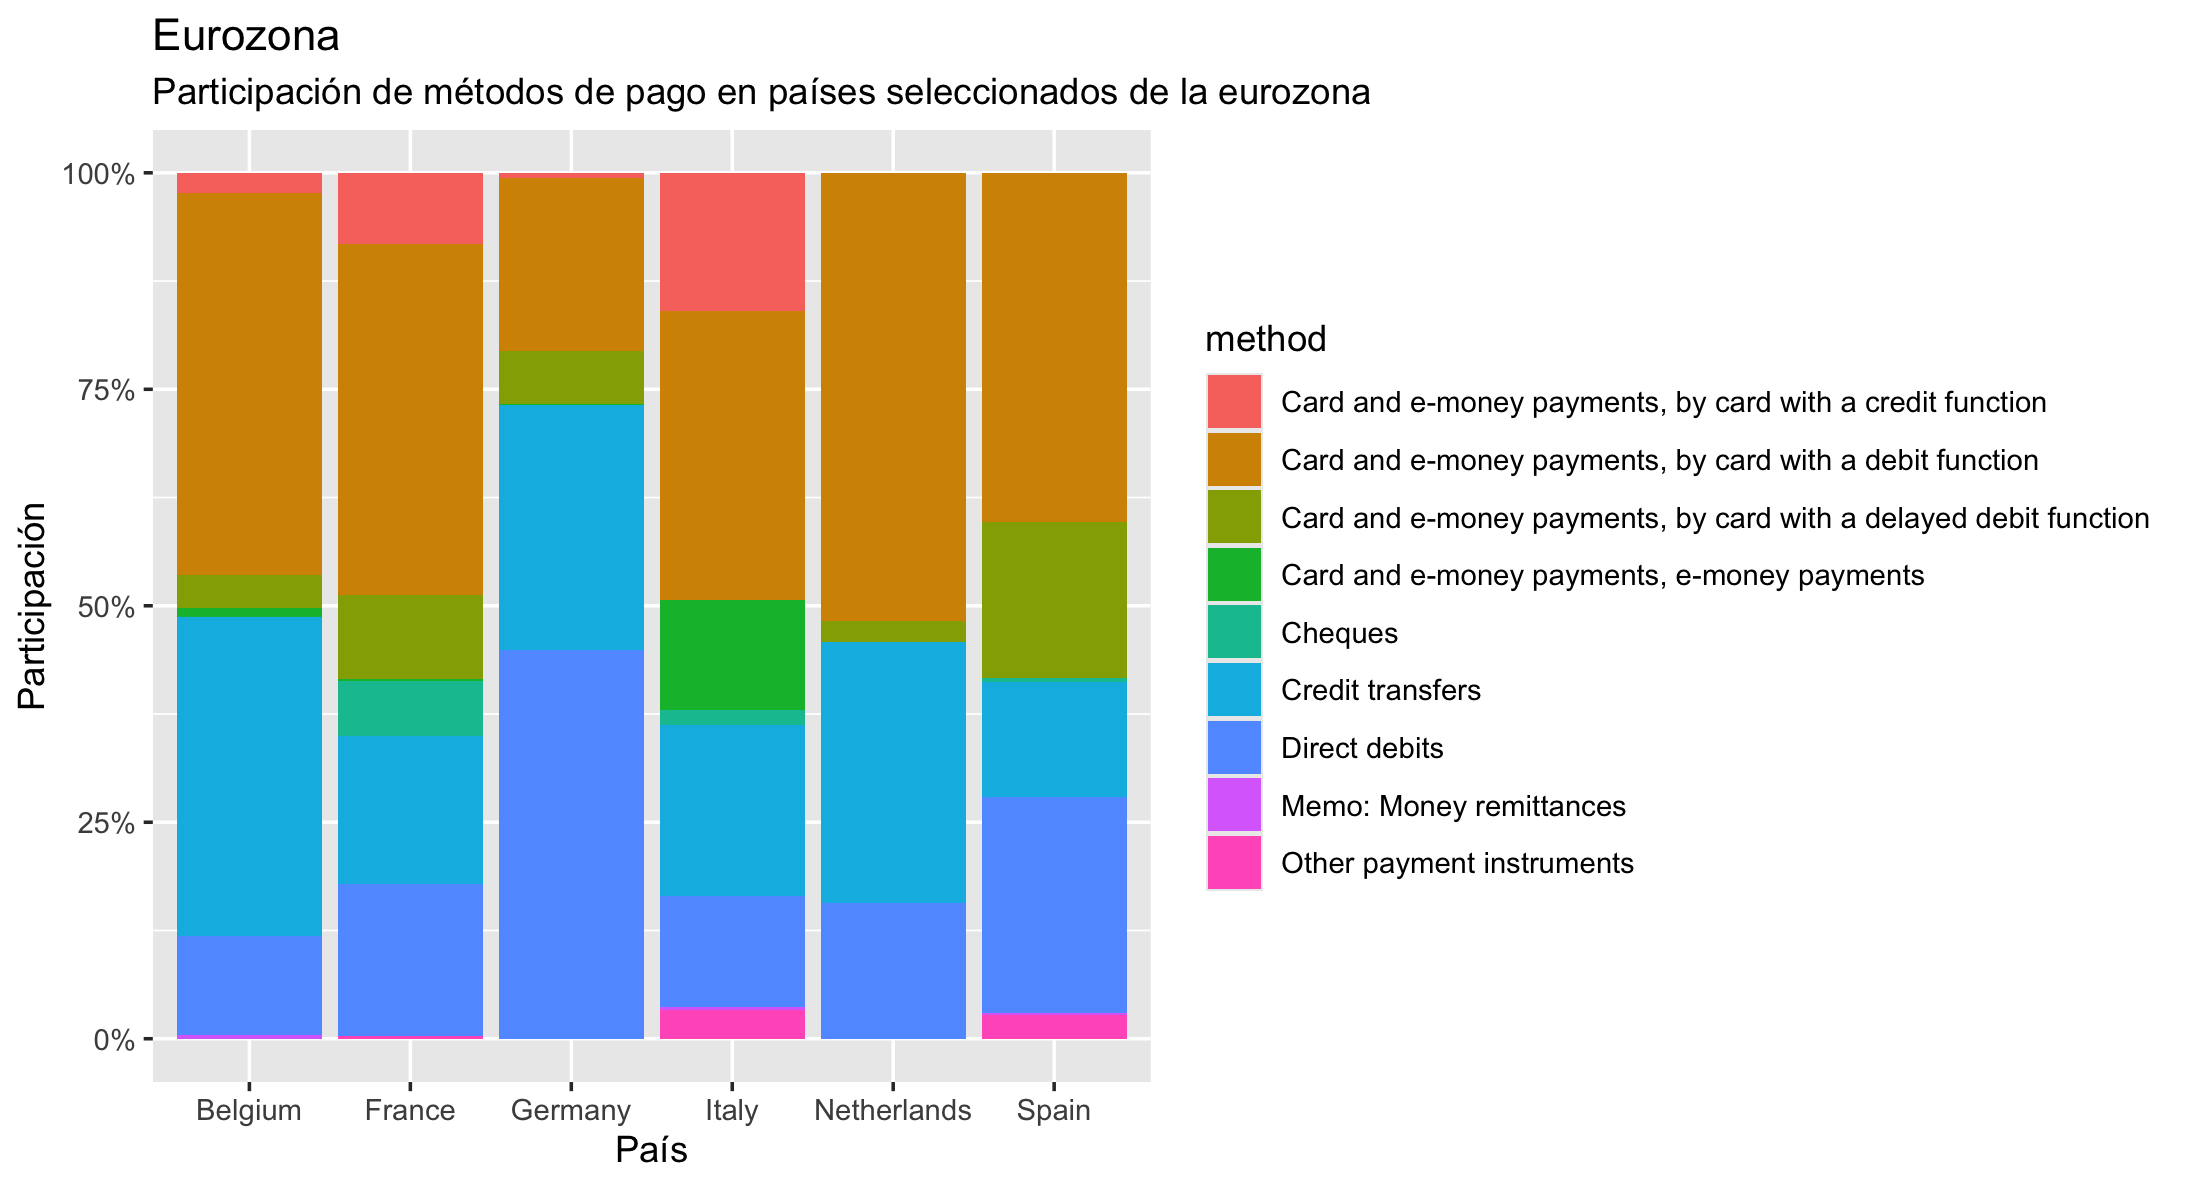 Eurozona
Participación de métodos de pago en países seleccionados de la eurozona
100%
75%
50%
25%
0%
Participación
Belgium
France
Germany
Italy
Netherlands
Spain
País
method
Card and e-money payments, by card with a credit function
Card and e-money payments, by card with a debit function
Card and e-money payments, by card with a delayed debit function
Card and e-money payments, e-money payments
Cheques
Credit transfers
Direct debits
Memo: Money remittances
Other payment instruments